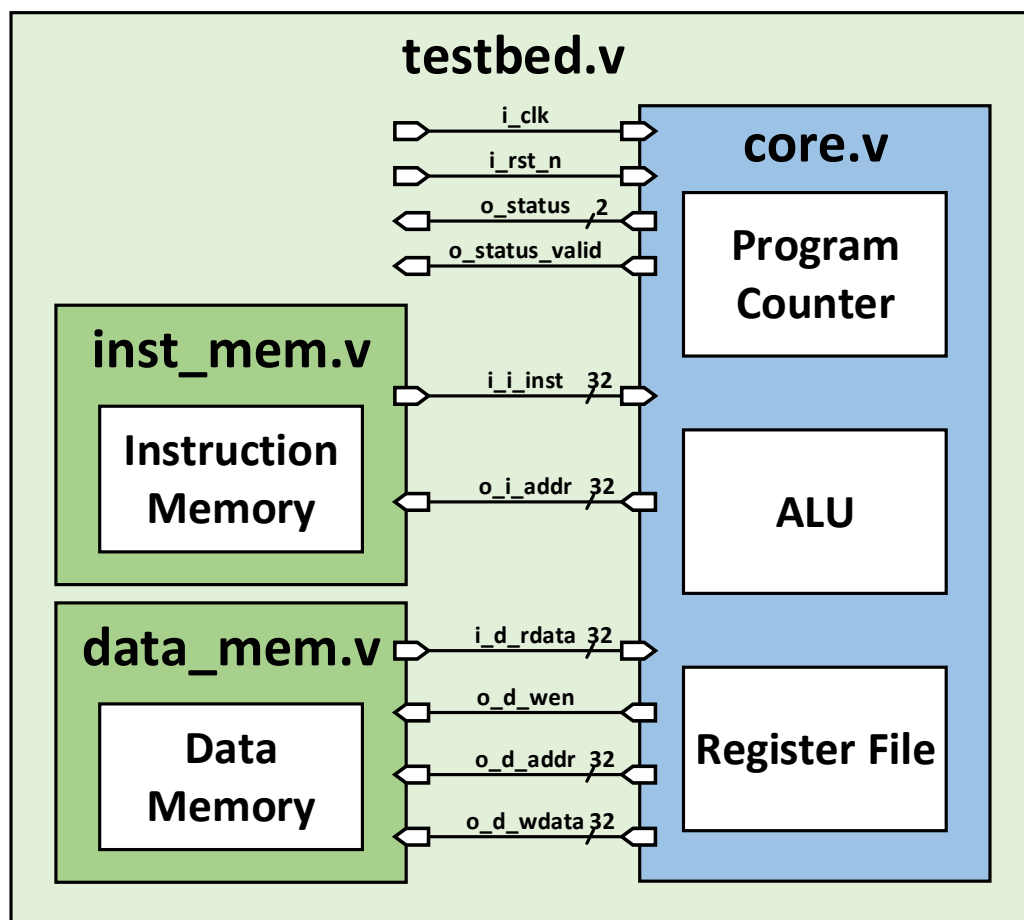 testbed.v
i_clk
i_rst_n
o_status 2
o_status_valid
core.v
Program
Counter
inst_mem.v
Instruction
Memory
i_i_inst 32
o_i_addr 32
ALU
data_mem.v
Data
Memory
i_d_rdata 32
o_d_wen
o_d_addr 32
o_d_wdata 32
Register File